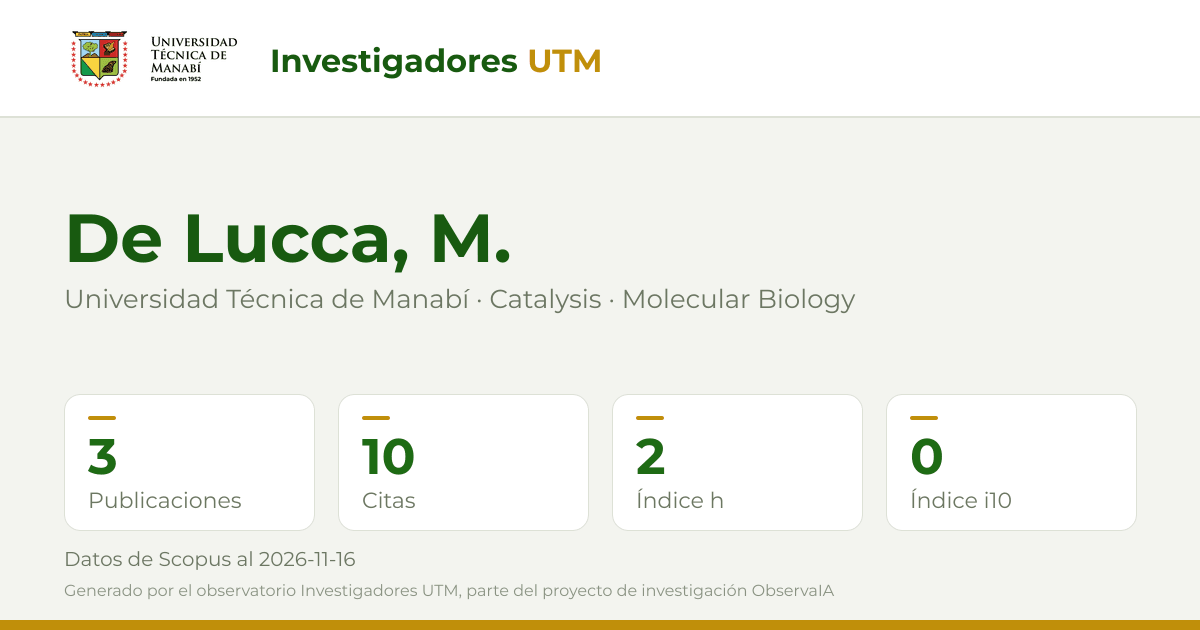 UNIVERSIDAD
TÉCNICA DE
MANABÍ
Fundada en 1952
Investigadores UTM
De Lucca, M.
Universidad Técnica de Manabí · Catalysis · Molecular Biology
3
Publicaciones
10
Citas
2
Índice h
0
Índice i10
Datos de Scopus al 2026-11-16
Generado por el observatorio Investigadores UTM, parte del proyecto de investigación ObservaIA